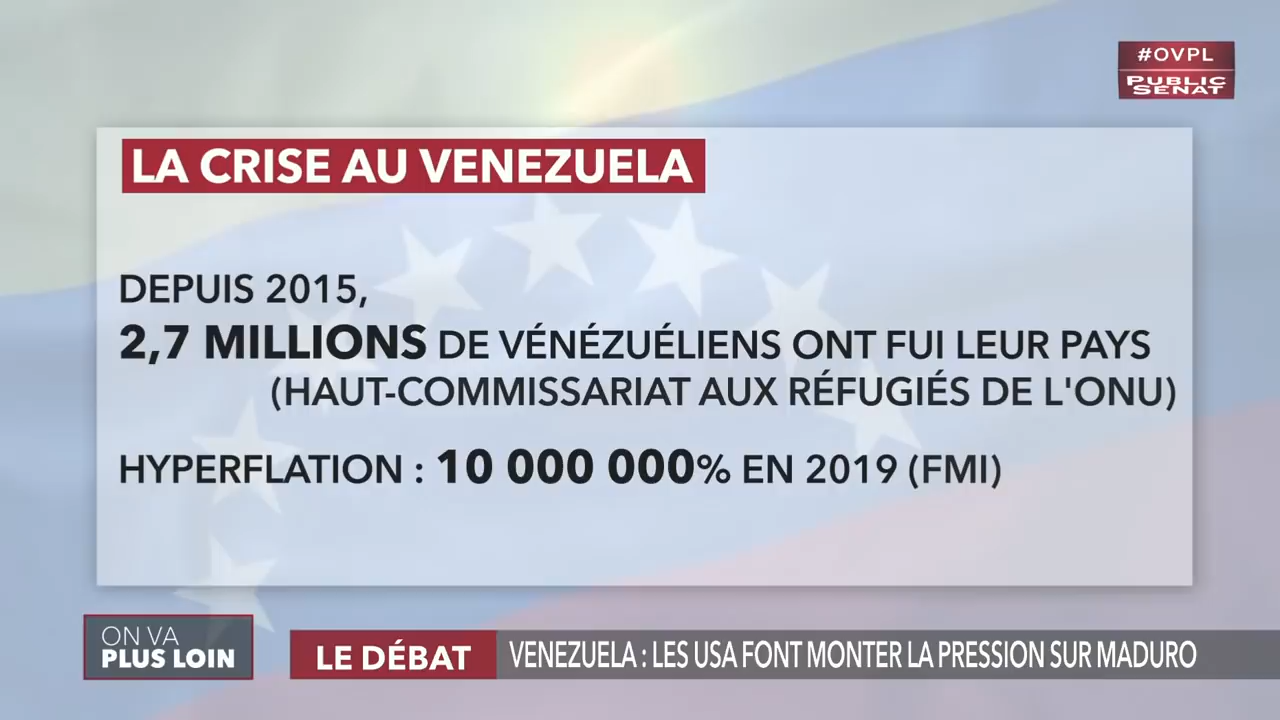 #OVPL
PUBLIC
SENAT
LA CRISE AU VENEZUELA
DEPUIS 2015,
2,7 MILLIONS DE VÉNÉZUÉLIENS ONT FUI LEUR PAYS
(HAUT-COMMISSARIAT AUX RÉFUGIÉS DE L'ONU)
HYPERFLATION : 10 000 000% EN 2019 (FMI)
ON VA
PLUS LOIN
LE DÉBAT
VENEZUELA : LES USA FONT MONTER LA PRESSION SUR MADURO